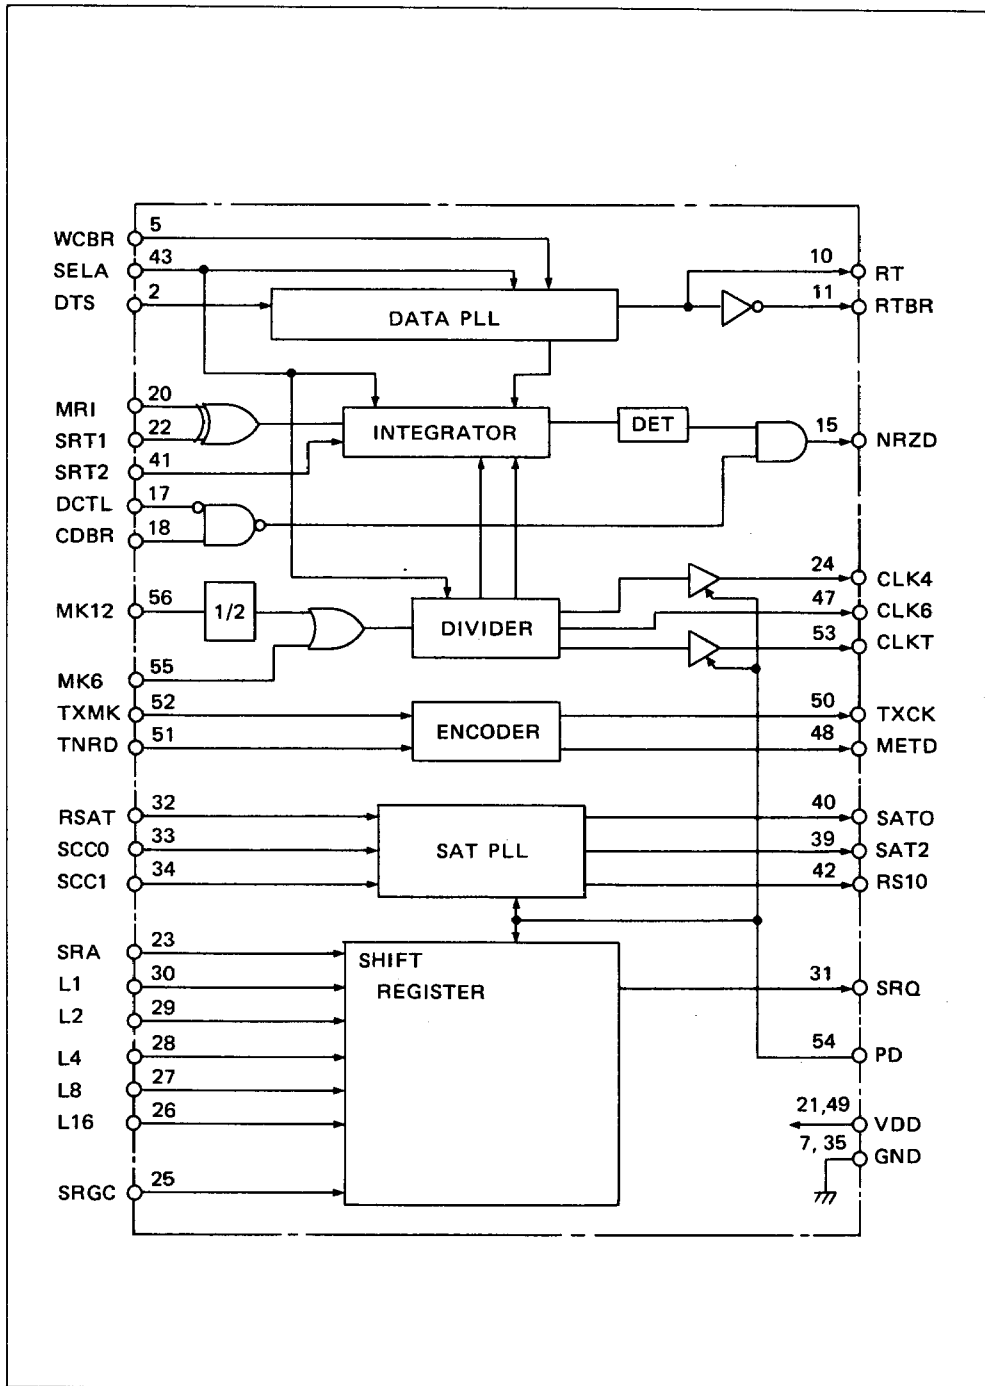 WCBR 5
SELA 43
DTS 2
DATA PLL
10 RT
11 RTBR
MRI 20
SRT1 22
SRT2 41
INTEGRATOR
DET
15 NRZD
DCTL 17
CDBR 18
MK12 56
1/2
MK6 55
DIVIDER
24 CLK4
47 CLK6
53 CLKT
TXMK 52
TNRD 51
ENCODER
50 TXCK
48 METD
RSAT 32
SCC0 33
SCC1 34
SAT PLL
40 SATO
39 SAT2
42 RS10
SRA 23
L1 30
L2 29
L4 28
L8 27
L16 26
SRGC 25
SHIFT
REGISTER
31 SRQ
54 PD
21,49 VDD
7, 35 GND